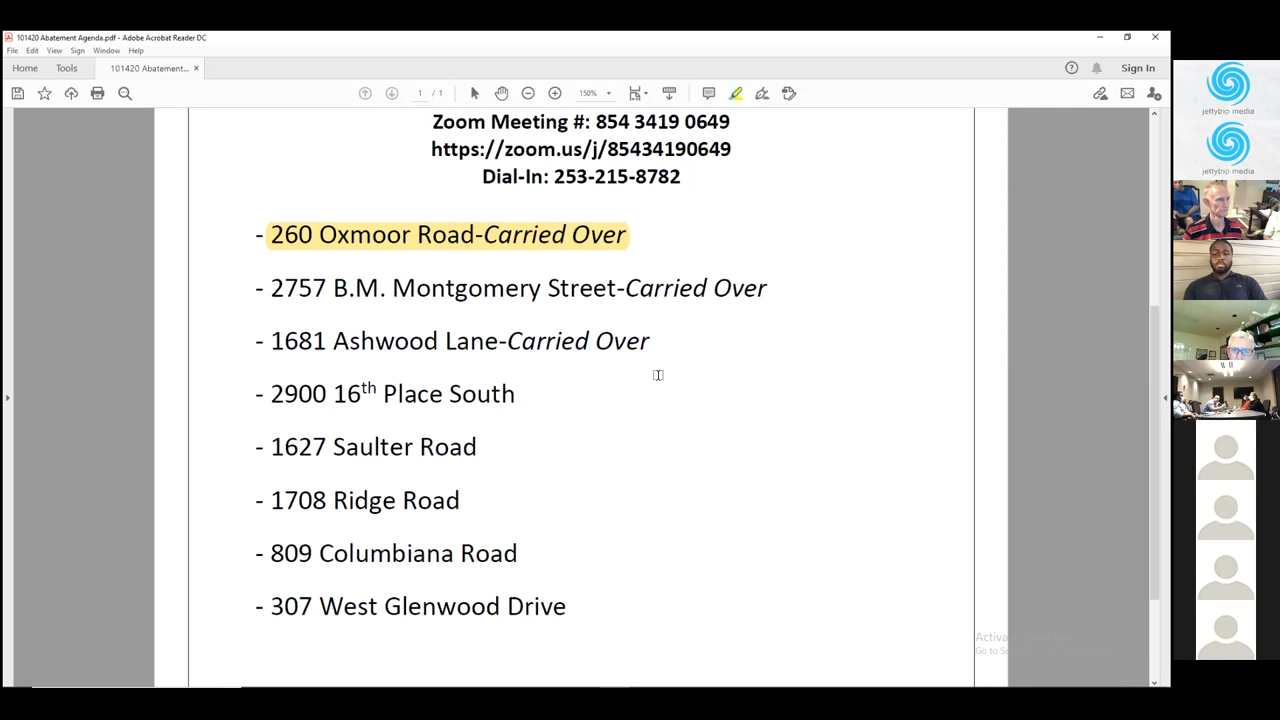 101420 Abatement Agenda.pdf - Adobe Acrobat Reader DC
File Edit View Sign Window Help
Home Tools 101420 Abatement... × Sign In
1 / 1 150%
Zoom Meeting #: 854 3419 0649
https://zoom.us/j/85434190649
Dial-In: 253-215-8782
- 260 Oxmoor Road-Carried Over
- 2757 B.M. Montgomery Street-Carried Over
- 1681 Ashwood Lane-Carried Over
- 2900 16th Place South
- 1627 Saulter Road
- 1708 Ridge Road
- 809 Columbiana Road
- 307 West Glenwood Drive
jettytrip media
jettytrip media